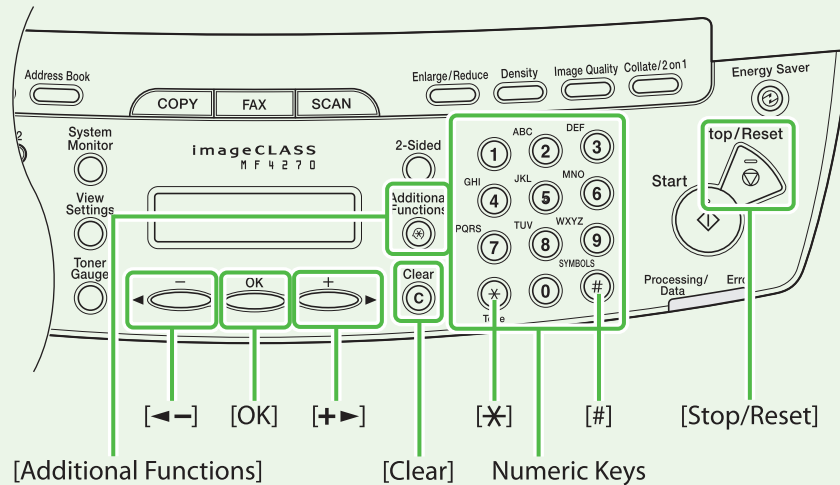 Address Book
COPY
FAX
SCAN
Enlarge/Reduce
Density
Image Quality
Collate/2 on 1
Energy Saver
2
System
Monitor
imageCLASS
MF4270
2-Sided
View
Settings
Additional
Functions
Toner
Gauge
−
OK
+
Clear
C
1
ABC
2
DEF
3
GHI
4
JKL
5
MNO
6
PQRS
7
TUV
8
WXYZ
9
SYMBOLS
0
#
Tone
top/Reset
Start
Processing/
Data
Erro
[◄−]
[OK]
[+►]
[*]
[#]
[Stop/Reset]
[Additional Functions]
[Clear]
Numeric Keys